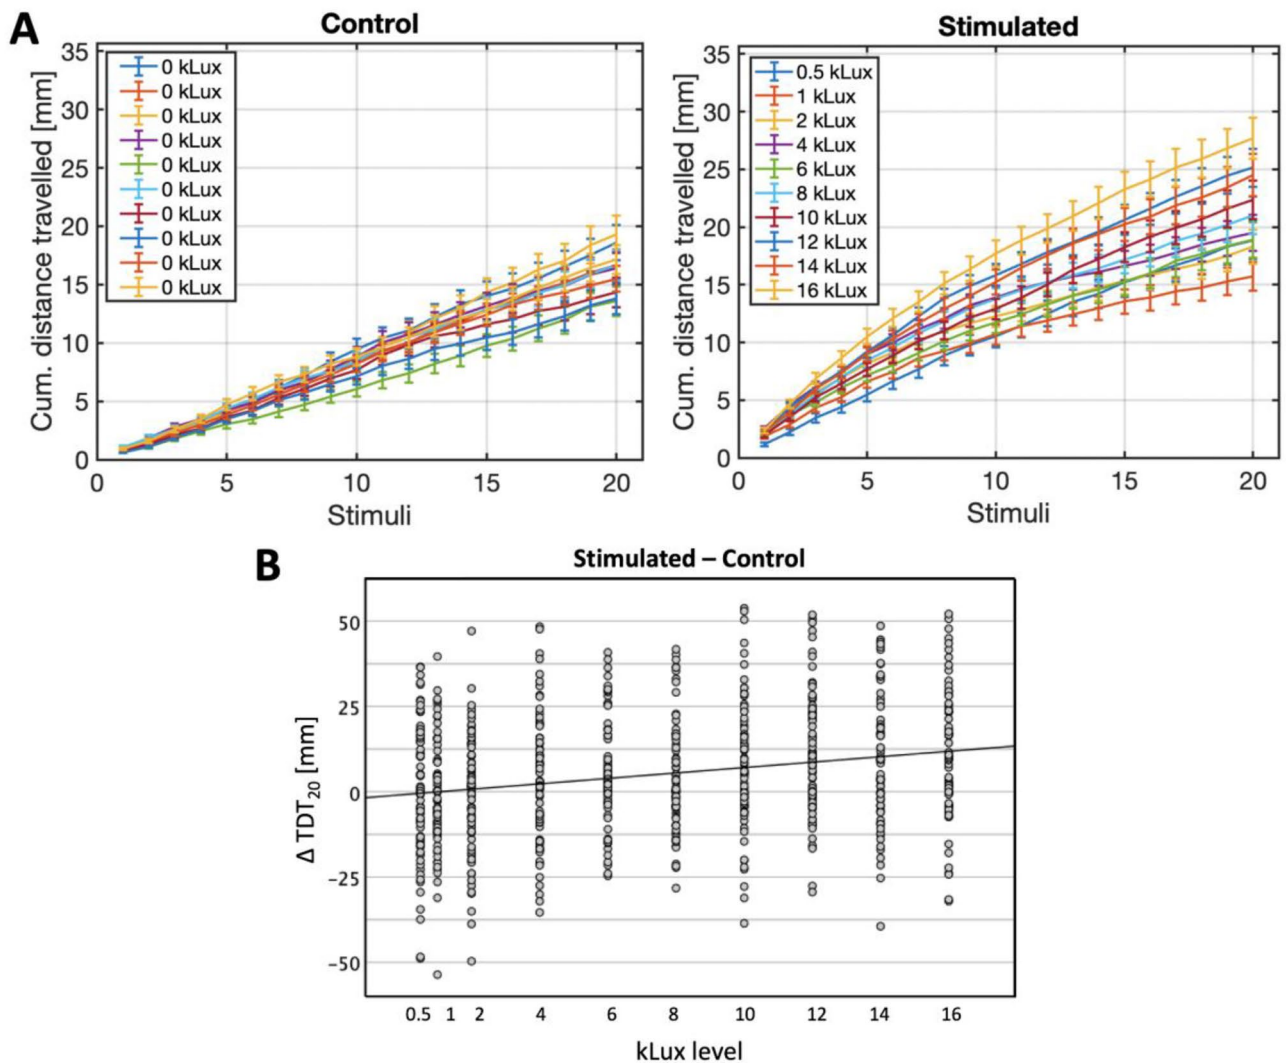 A
Control
Cum. distance travelled [mm]
35
30
25
20
15
10
5
0
0 kLux
0 kLux
0 kLux
0 kLux
0 kLux
0 kLux
0 kLux
0 kLux
0 kLux
0 kLux
0 5 10 15 20
Stimuli
Stimulated
Cum. distance travelled [mm]
35
30
25
20
15
10
5
0
0.5 kLux
1 kLux
2 kLux
4 kLux
6 kLux
8 kLux
10 kLux
12 kLux
14 kLux
16 kLux
0 5 10 15 20
Stimuli
B
Stimulated – Control
Δ TDT20 [mm]
50
25
0
−25
−50
0.5 1 2 4 6 8 10 12 14 16
kLux level